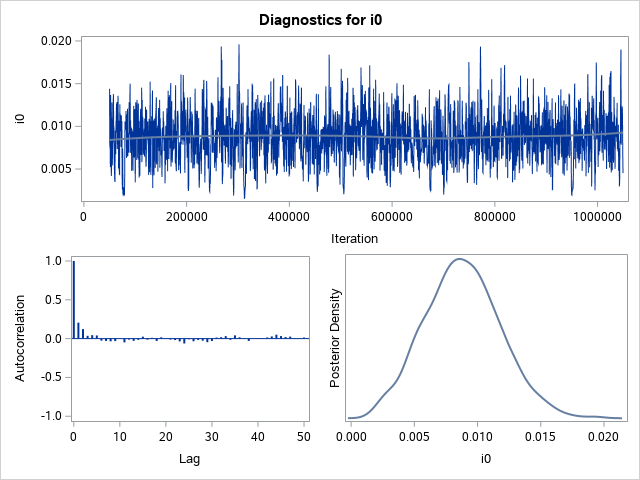 Diagnostics for i0
0.020
0.015
0.010
0.005
i0
0 200000 400000 600000 800000 1000000
Iteration
1.0
0.5
0.0
-0.5
-1.0
Autocorrelation
0 10 20 30 40 50
Lag
Posterior Density
0.000 0.005 0.010 0.015 0.020
i0